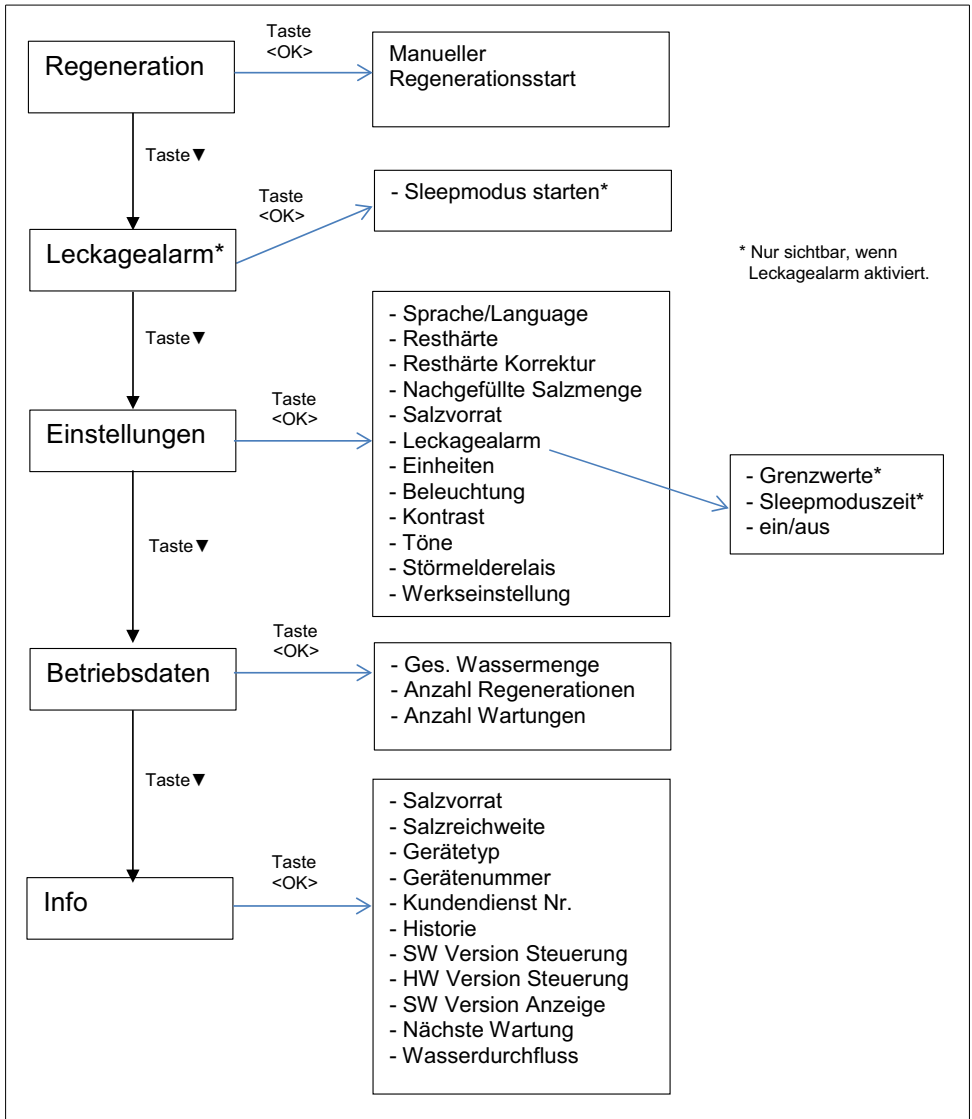 Regeneration
Taste
<OK>
Manueller
Regenerationsstart
Taste▼
Leckagealarm*
Taste
<OK>
- Sleepmodus starten*
* Nur sichtbar, wenn
Leckagealarm aktiviert.
Taste▼
Einstellungen
Taste
<OK>
- Sprache/Language
- Resthärte
- Resthärte Korrektur
- Nachgefüllte Salzmenge
- Salzvorrat
- Leckagealarm
- Einheiten
- Beleuchtung
- Kontrast
- Töne
- Störmelderelais
- Werkseinstellung
- Grenzwerte*
- Sleepmoduszeit*
- ein/aus
Taste▼
Betriebsdaten
Taste
<OK>
- Ges. Wassermenge
- Anzahl Regenerationen
- Anzahl Wartungen
Taste▼
Info
Taste
<OK>
- Salzvorrat
- Salzreichweite
- Gerätetyp
- Gerätenummer
- Kundendienst Nr.
- Historie
- SW Version Steuerung
- HW Version Steuerung
- SW Version Anzeige
- Nächste Wartung
- Wasserdurchfluss